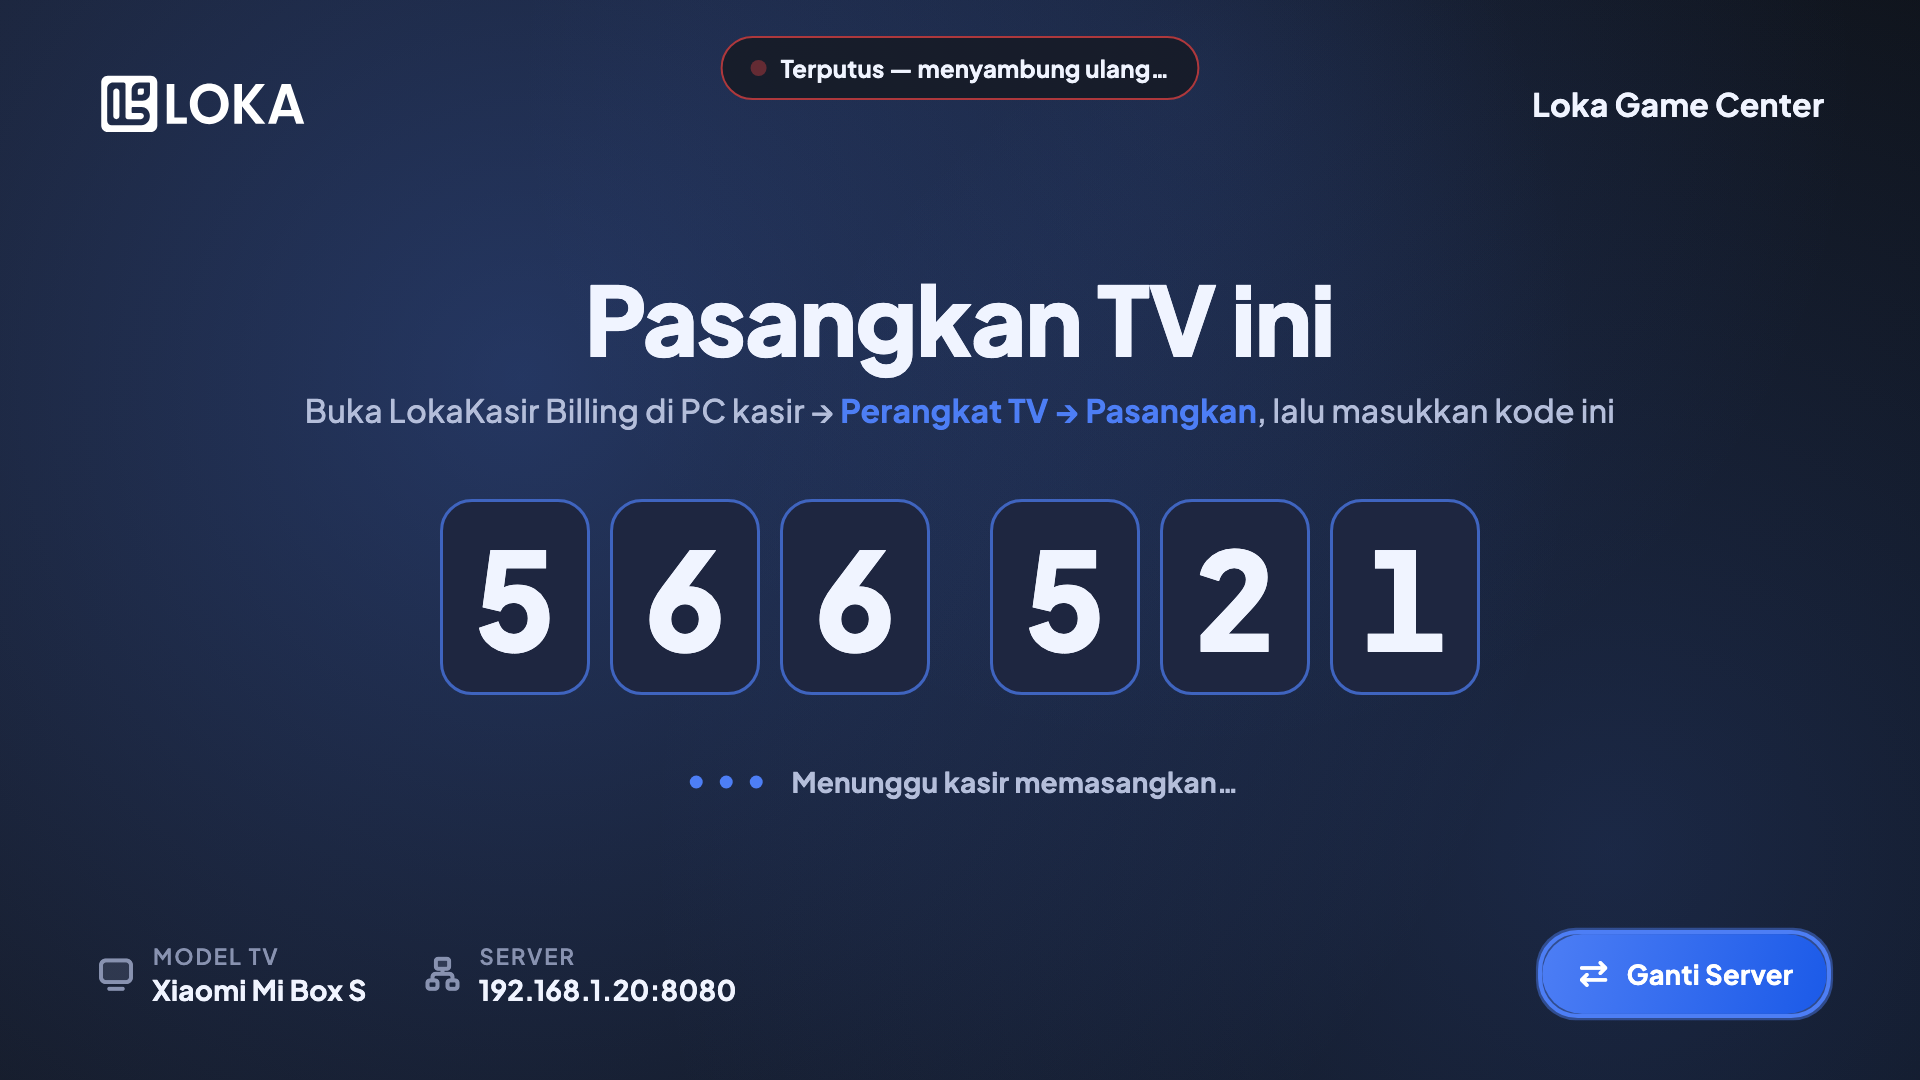 Terputus — menyambung ulang…
LOKA
Loka Game Center
Pasangkan TV ini
Buka LokaKasir Billing di PC kasir → Perangkat TV → Pasangkan, lalu masukkan kode ini
5 6 6 5 2 1
Menunggu kasir memasangkan…
MODEL TV
Xiaomi Mi Box S
SERVER
192.168.1.20:8080
Ganti Server